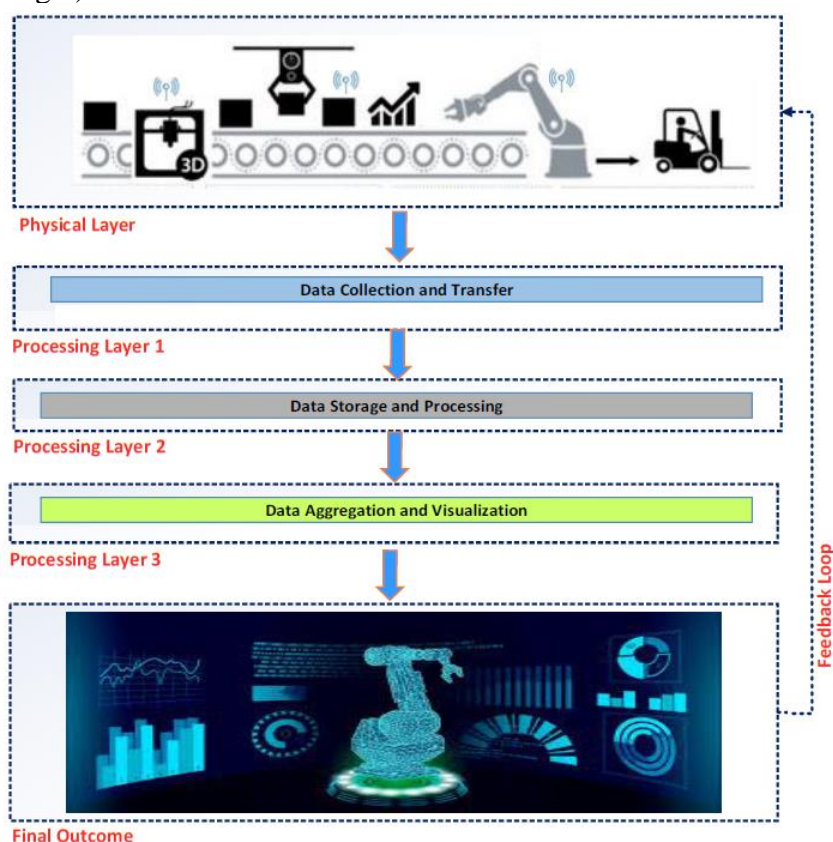 3D
Physical Layer
Data Collection and Transfer
Processing Layer 1
Data Storage and Processing
Processing Layer 2
Data Aggregation and Visualization
Processing Layer 3
Feedback Loop
Final Outcome